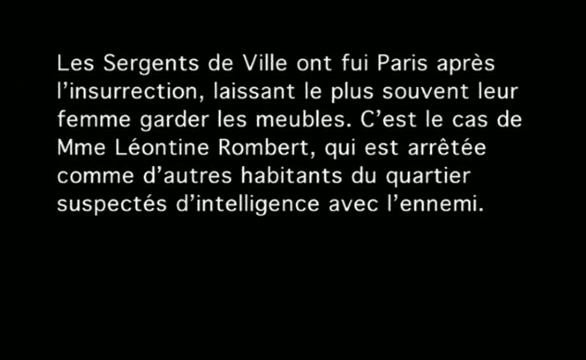 Les Sergents de Ville ont fui Paris après
l'insurrection, laissant le plus souvent leur
femme garder les meubles. C'est le cas de
Mme Léontine Rombert, qui est arrêtée
comme d'autres habitants du quartier
suspectés d'intelligence avec l'ennemi.